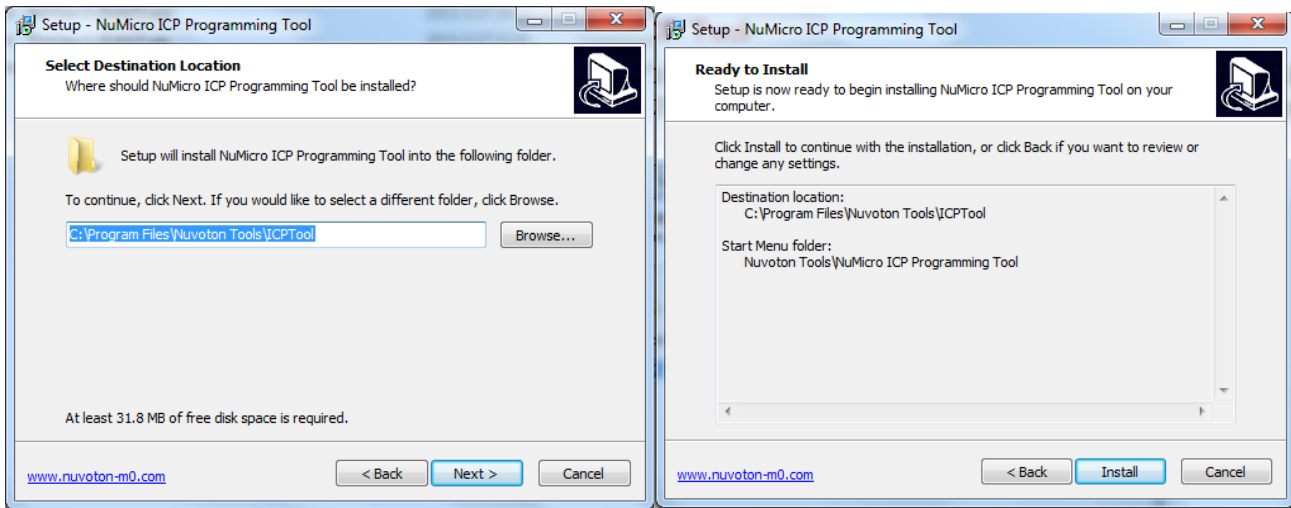 Setup - NuMicro ICP Programming Tool
Select Destination Location
Where should NuMicro ICP Programming Tool be installed?
Setup will install NuMicro ICP Programming Tool into the following folder.
To continue, click Next. If you would like to select a different folder, click Browse.
C:\Program Files\Nuvoton Tools\ICPTool
Browse...
At least 31.8 MB of free disk space is required.
www.nuvoton-m0.com
< Back
Next >
Cancel
Setup - NuMicro ICP Programming Tool
Ready to Install
Setup is now ready to begin installing NuMicro ICP Programming Tool on your
computer.
Click Install to continue with the installation, or click Back if you want to review or
change any settings.
Destination location:
C:\Program Files\Nuvoton Tools\ICPTool
Start Menu folder:
Nuvoton Tools\NuMicro ICP Programming Tool
www.nuvoton-m0.com
< Back
Install
Cancel